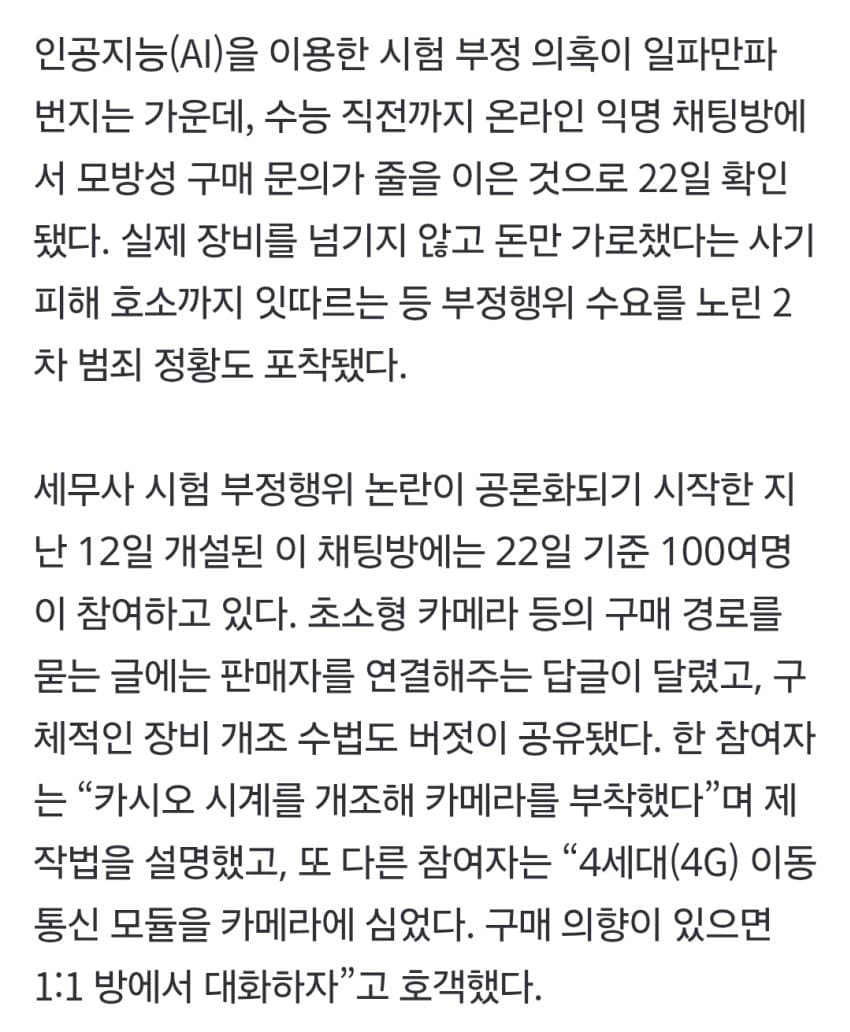 인공지능(AI)을 이용한 시험 부정 의혹이 일파만파
번지는 가운데, 수능 직전까지 온라인 익명 채팅방에
서 모방성 구매 문의가 줄을 이은 것으로 22일 확인
됐다. 실제 장비를 넘기지 않고 돈만 가로챘다는 사기
피해 호소까지 잇따르는 등 부정행위 수요를 노린 2
차 범죄 정황도 포착됐다.
세무사 시험 부정행위 논란이 공론화되기 시작한 지
난 12일 개설된 이 채팅방에는 22일 기준 100여명
이 참여하고 있다. 초소형 카메라 등의 구매 경로를
묻는 글에는 판매자를 연결해주는 답글이 달렸고, 구
체적인 장비 개조 수법도 버젓이 공유됐다. 한 참여자
는 “카시오 시계를 개조해 카메라를 부착했다”며 제
작법을 설명했고, 또 다른 참여자는 “4세대(4G) 이동
통신 모듈을 카메라에 심었다. 구매 의향이 있으면
1:1 방에서 대화하자”고 호객했다.